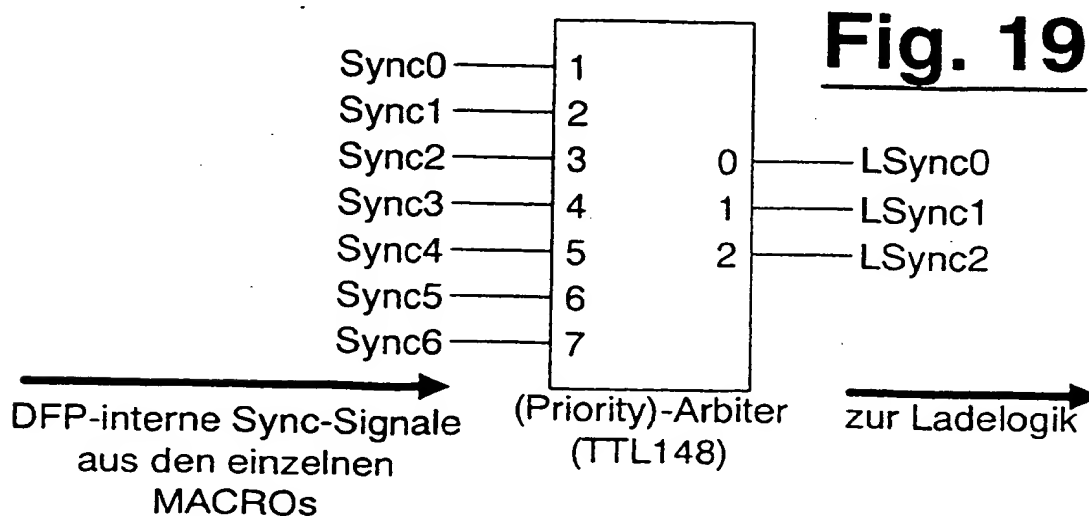 Fig. 19
Sync0 1
Sync1 2
Sync2 3 0 LSync0
Sync3 4 1 LSync1
Sync4 5 2 LSync2
Sync5 6
Sync6 7
DFP-interne Sync-Signale
aus den einzelnen
MACROs
(Priority)-Arbiter
(TTL148)
zur Ladelogik